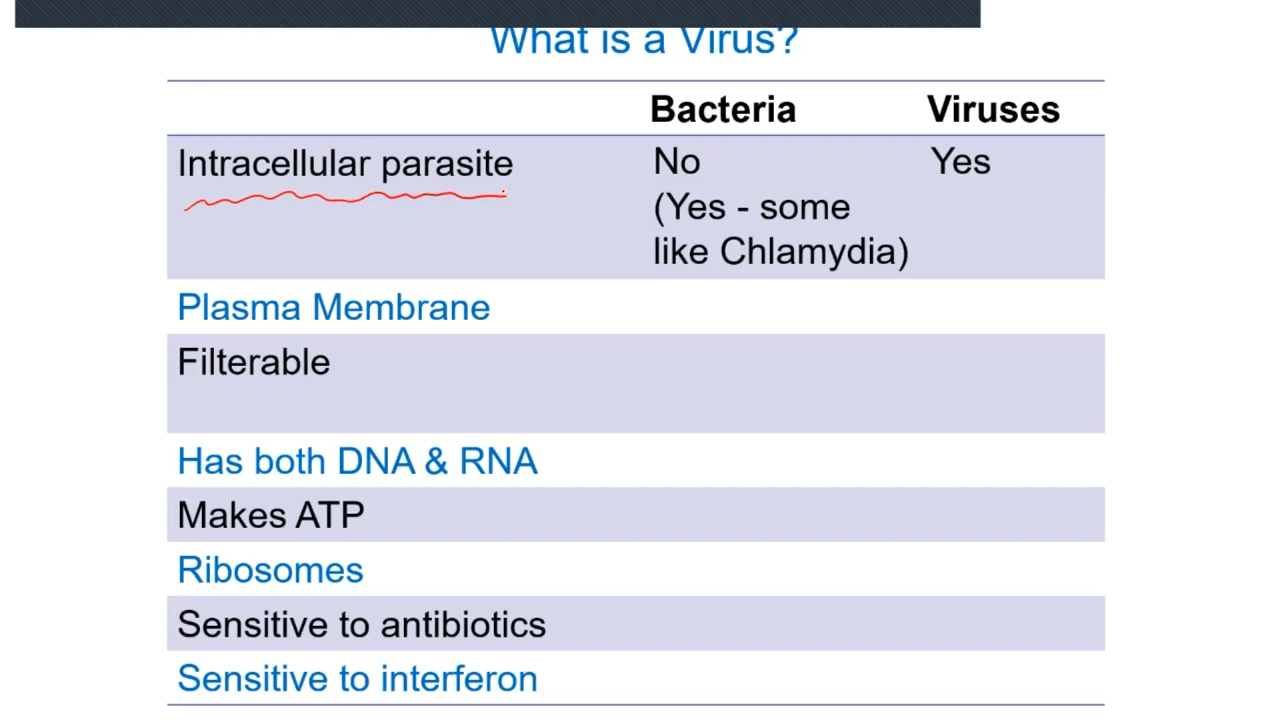 What is a Virus?
Bacteria Viruses
Intracellular parasite No Yes
(Yes - some
like Chlamydia)
Plasma Membrane
Filterable
Has both DNA & RNA
Makes ATP
Ribosomes
Sensitive to antibiotics
Sensitive to interferon